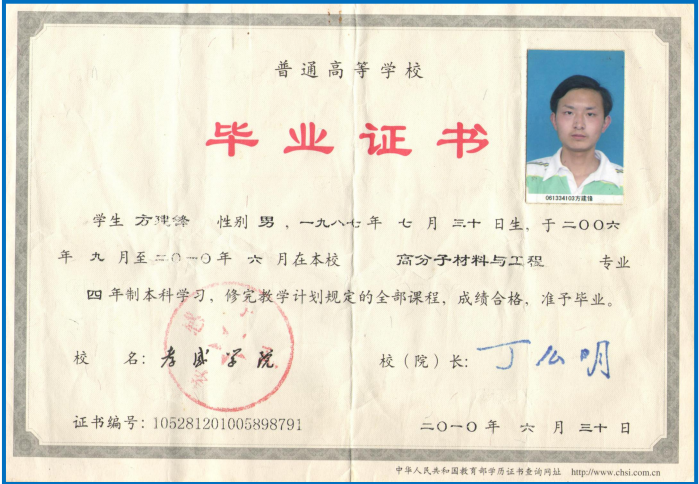 普通高等学校
毕业证书
061334103方建锋
学生 方建锋 性别 男，一九八七年 七 月 三十 日生，于二〇〇六
年 九 月至二〇一〇年 六 月在本校 高分子材料与工程 专业
四 年制本科学习，修完教学计划规定的全部课程，成绩合格，准予毕业。
校 名：孝感学院 校（院）长：丁么明
证书编号：105281201005898791
二〇一〇年 六 月 三十 日
中华人民共和国教育部学历证书查询网址 http://www.chsi.com.cn